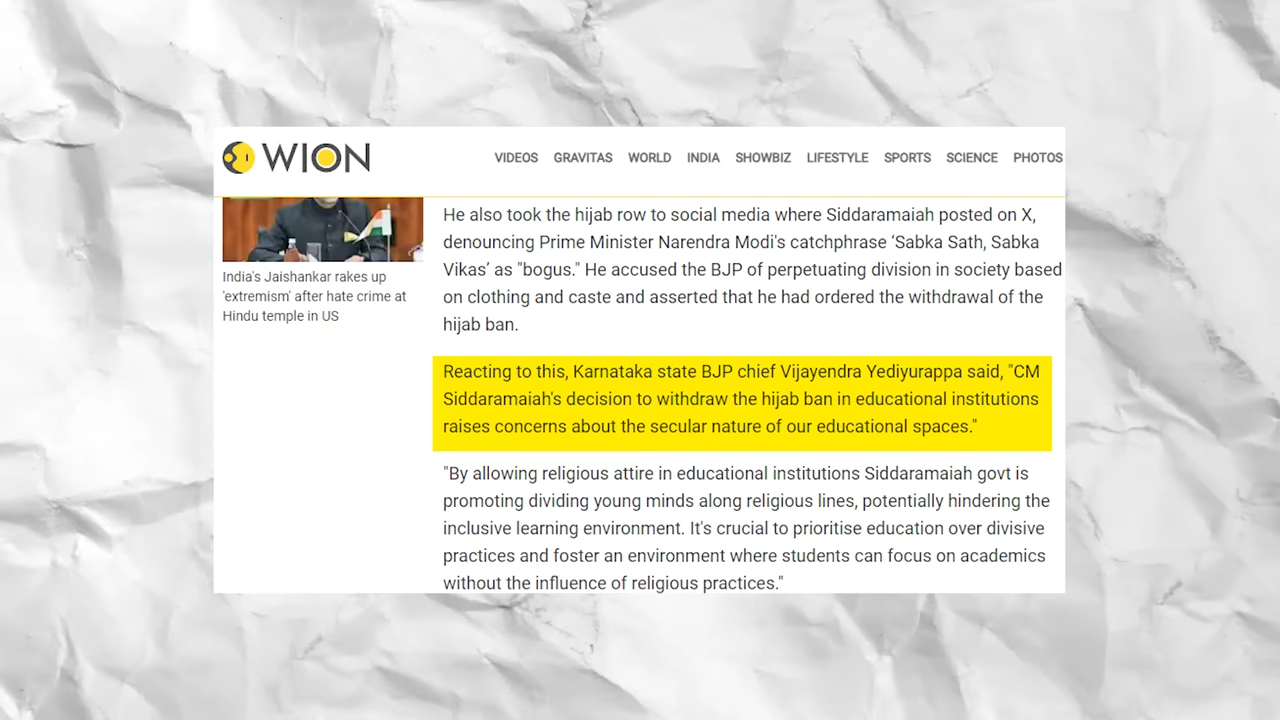 WION
VIDEOS GRAVITAS WORLD INDIA SHOWBIZ LIFESTYLE SPORTS SCIENCE PHOTOS
India's Jaishankar rakes up
'extremism' after hate crime at
Hindu temple in US
He also took the hijab row to social media where Siddaramaiah posted on X,
denouncing Prime Minister Narendra Modi's catchphrase ‘Sabka Sath, Sabka
Vikas’ as "bogus." He accused the BJP of perpetuating division in society based
on clothing and caste and asserted that he had ordered the withdrawal of the
hijab ban.
Reacting to this, Karnataka state BJP chief Vijayendra Yediyurappa said, "CM
Siddaramaiah's decision to withdraw the hijab ban in educational institutions
raises concerns about the secular nature of our educational spaces."
"By allowing religious attire in educational institutions Siddaramaiah govt is
promoting dividing young minds along religious lines, potentially hindering the
inclusive learning environment. It's crucial to prioritise education over divisive
practices and foster an environment where students can focus on academics
without the influence of religious practices."